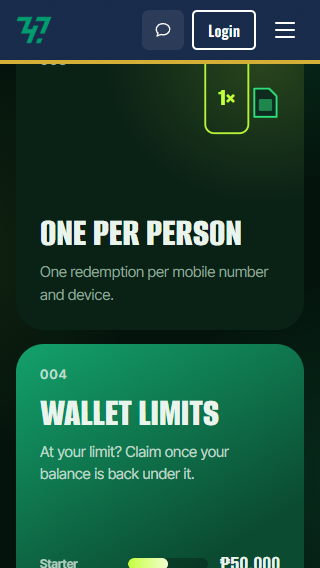 Login
1×
ONE PER PERSON
One redemption per mobile number
and device.
004
WALLET LIMITS
At your limit? Claim once your
balance is back under it.
Starter
₱50,000